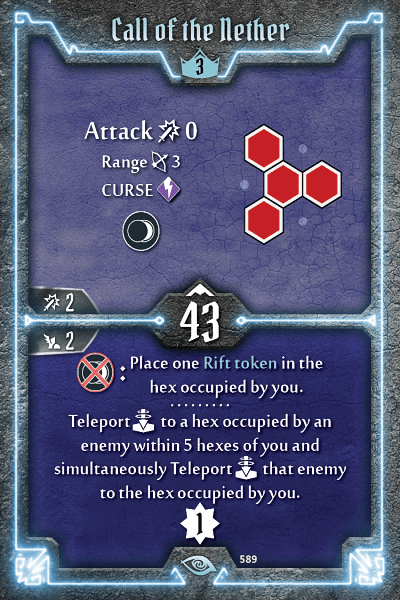 Call of the Nether
3
Attack 0
Range 3
CURSE
2
43
2
: Place one Rift token in the
hex occupied by you.
Teleport to a hex occupied by an
enemy within 5 hexes of you and
simultaneously Teleport that enemy
to the hex occupied by you.
1
589